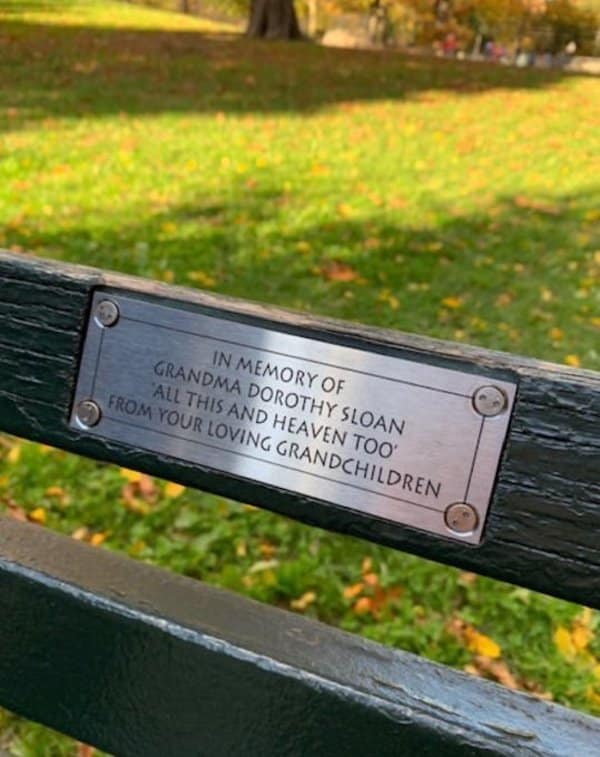 IN MEMORY OF
GRANDMA DOROTHY SLOAN
'ALL THIS AND HEAVEN TOO'
FROM YOUR LOVING GRANDCHILDREN